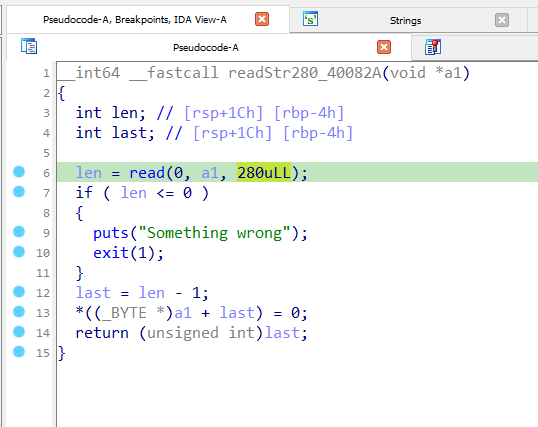 Pseudocode-A, Breakpoints, IDA View-A
's'
Strings
Pseudocode-A
1 __int64 __fastcall readStr280_40082A(void *a1)
2 {
3   int len; // [rsp+1Ch] [rbp-4h]
4   int last; // [rsp+1Ch] [rbp-4h]
5
6   len = read(0, a1, 280uLL);
7   if ( len <= 0 )
8   {
9     puts("Something wrong");
10     exit(1);
11   }
12   last = len - 1;
13   *((_BYTE *)a1 + last) = 0;
14   return (unsigned int)last;
15 }